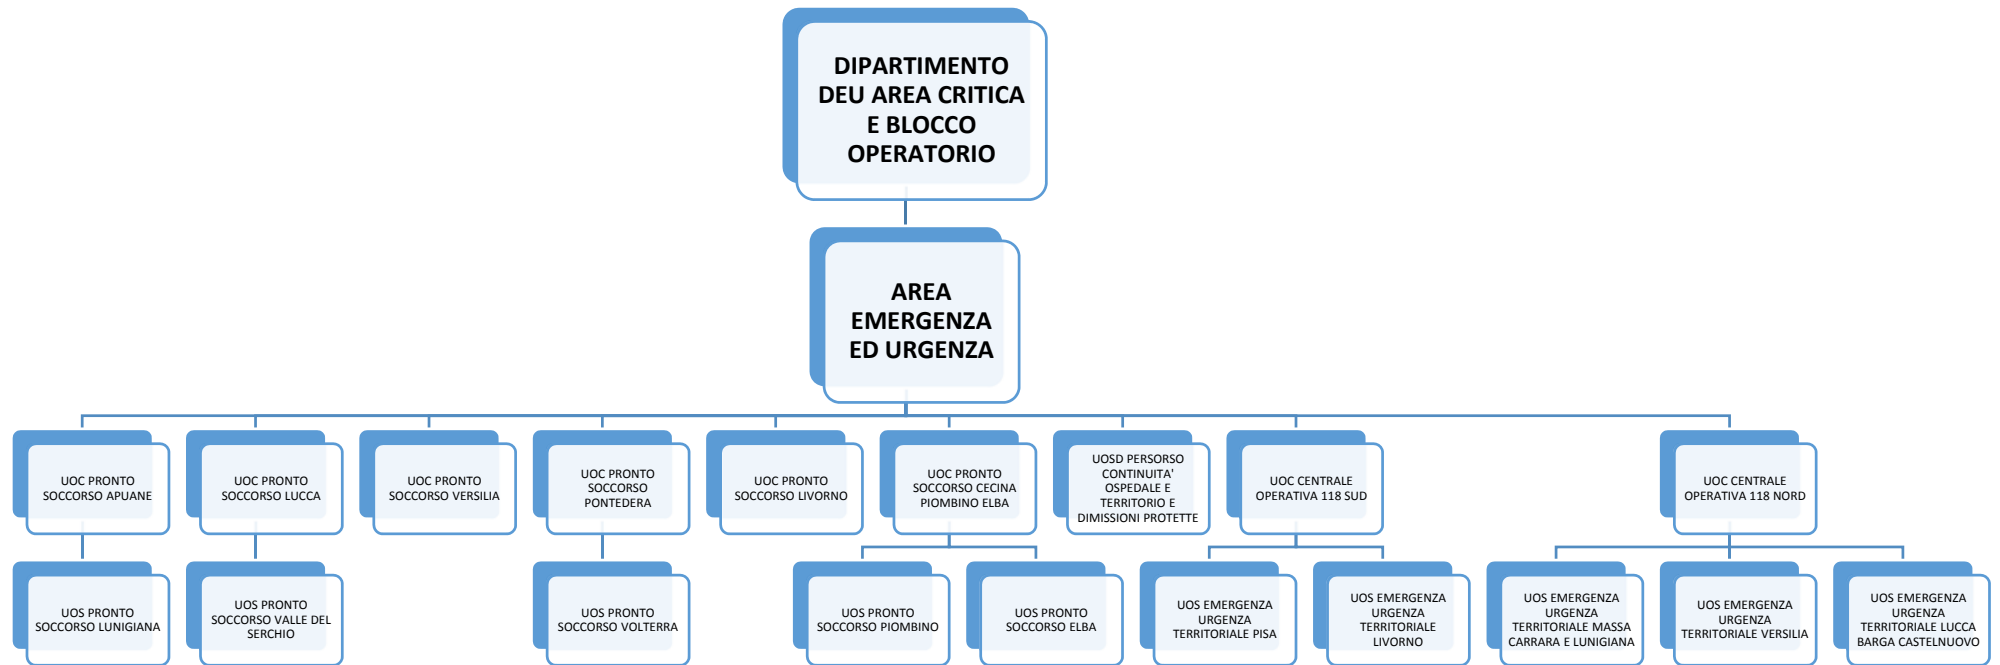 DIPARTIMENTO
DEU AREA CRITICA
E BLOCCO
OPERATORIO
AREA
EMERGENZA
ED URGENZA
UOC PRONTO
SOCCORSO APUANE
UOC PRONTO
SOCCORSO LUCCA
UOC PRONTO
SOCCORSO VERSILIA
UOC PRONTO
SOCCORSO
PONTEDERA
UOC PRONTO
SOCCORSO LIVORNO
UOC PRONTO
SOCCORSO CECINA
PIOMBINO ELBA
UOSD PERSORSO
CONTINUITA'
OSPEDALE E
TERRITORIO E
DIMISSIONI PROTETTE
UOC CENTRALE
OPERATIVA 118 SUD
UOC CENTRALE
OPERATIVA 118 NORD
UOS PRONTO
SOCCORSO LUNIGIANA
UOS PRONTO
SOCCORSO VALLE DEL
SERCHIO
UOS PRONTO
SOCCORSO VOLTERRA
UOS PRONTO
SOCCORSO PIOMBINO
UOS PRONTO
SOCCORSO ELBA
UOS EMERGENZA
URGENZA
TERRITORIALE PISA
UOS EMERGENZA
URGENZA
TERRITORIALE
LIVORNO
UOS EMERGENZA
URGENZA
TERRITORIALE MASSA
CARRARA E LUNIGIANA
UOS EMERGENZA
URGENZA
TERRITORIALE VERSILIA
UOS EMERGENZA
URGENZA
TERRITORIALE LUCCA
BARGA CASTELNUOVO